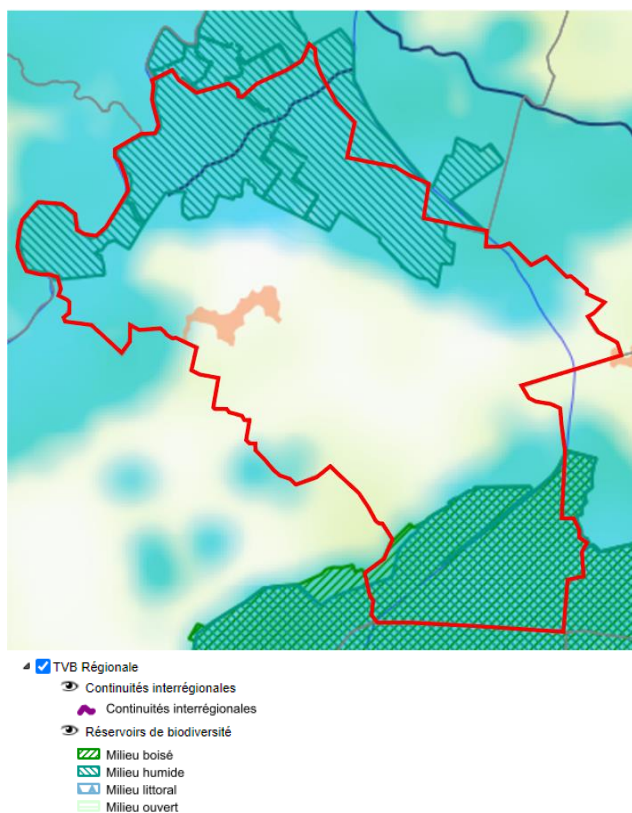 TVB Régionale
Continuités interrégionales
Continuités interrégionales
Réservoirs de biodiversité
Milieu boisé
Milieu humide
Milieu littoral
Milieu ouvert